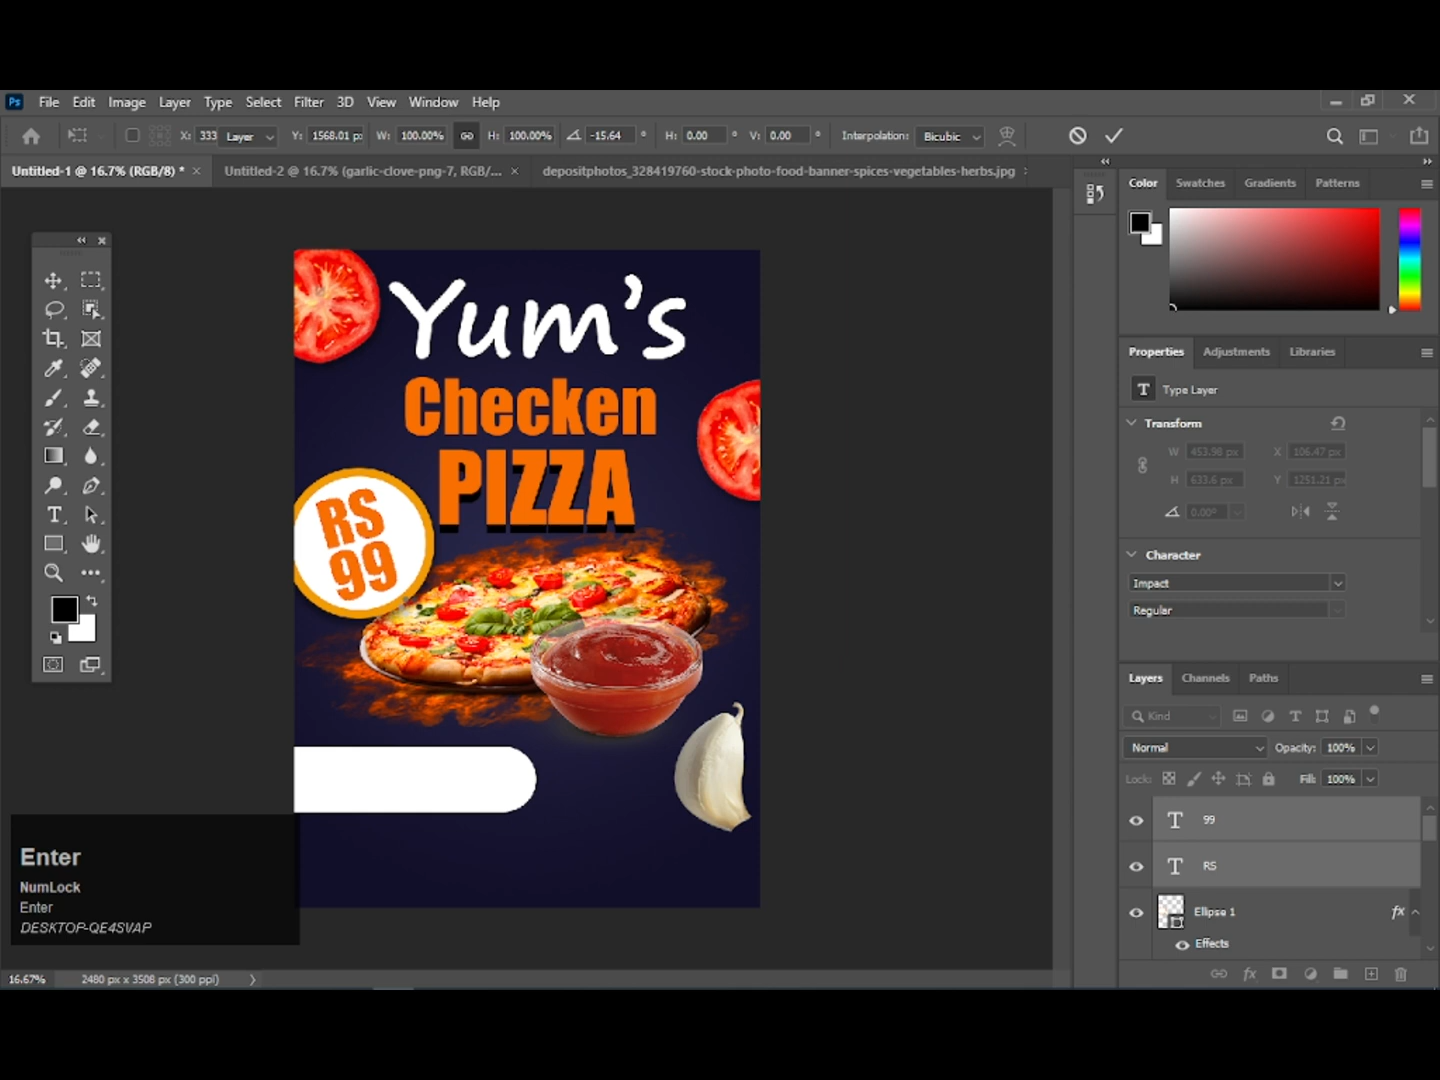 Ps File Edit Image Layer Type Select Filter 3D View Window Help
X: 333 Layer Y: 1568.01 px W: 100.00% H: 100.00% -15.64 ° H: 0.00 ° V: 0.00 ° Interpolation: Bicubic
Untitled-1 @ 16.7% (RGB/8) * × Untitled-2 @ 16.7% (garlic-clove-png-7, RGB/... × depositphotos_328419760-stock-photo-food-banner-spices-vegetables-herbs.jpg
Color Swatches Gradients Patterns
Yum's
Checken
PIZZA
RS
99
Properties Adjustments Libraries
T Type Layer
Transform
W 453.98 px X 106.47 px
H 633.6 px Y 1251.21 px
0.00°
Character
Impact
Regular
Layers Channels Paths
Kind
Normal Opacity: 100%
Lock: Fill: 100%
T 99
T RS
Ellipse 1 fx
Effects
Enter
NumLock
Enter
DESKTOP-QE4SVAP
16.67% 2480 px x 3508 px (300 ppi)